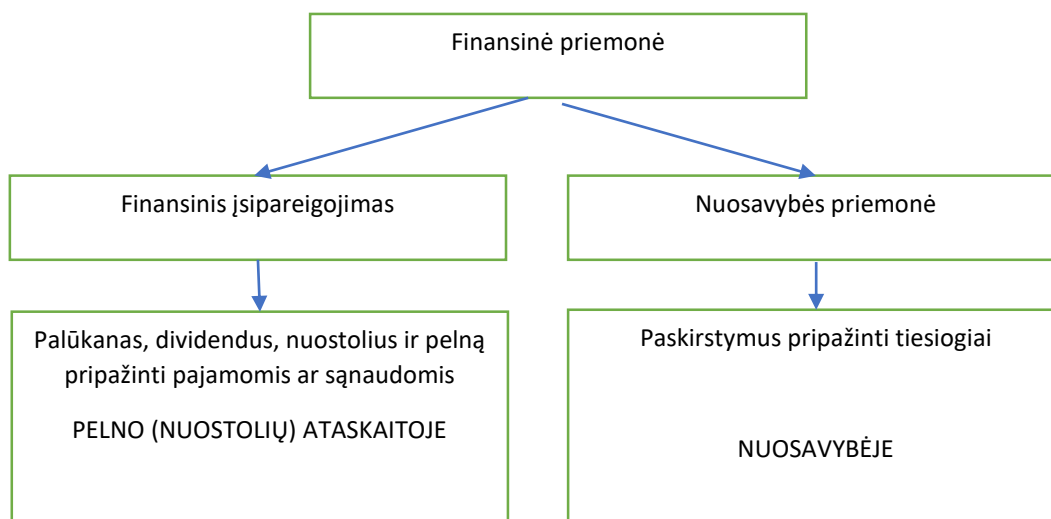 Finansinė priemonė
Finansinis įsipareigojimas
Nuosavybės priemonė
Palūkanas, dividendus, nuostolius ir pelną
pripažinti pajamomis ar sąnaudomis
PELNO (NUOSTOLIŲ) ATASKAITOJE
Paskirstymus pripažinti tiesiogiai
NUOSAVYBĖJE